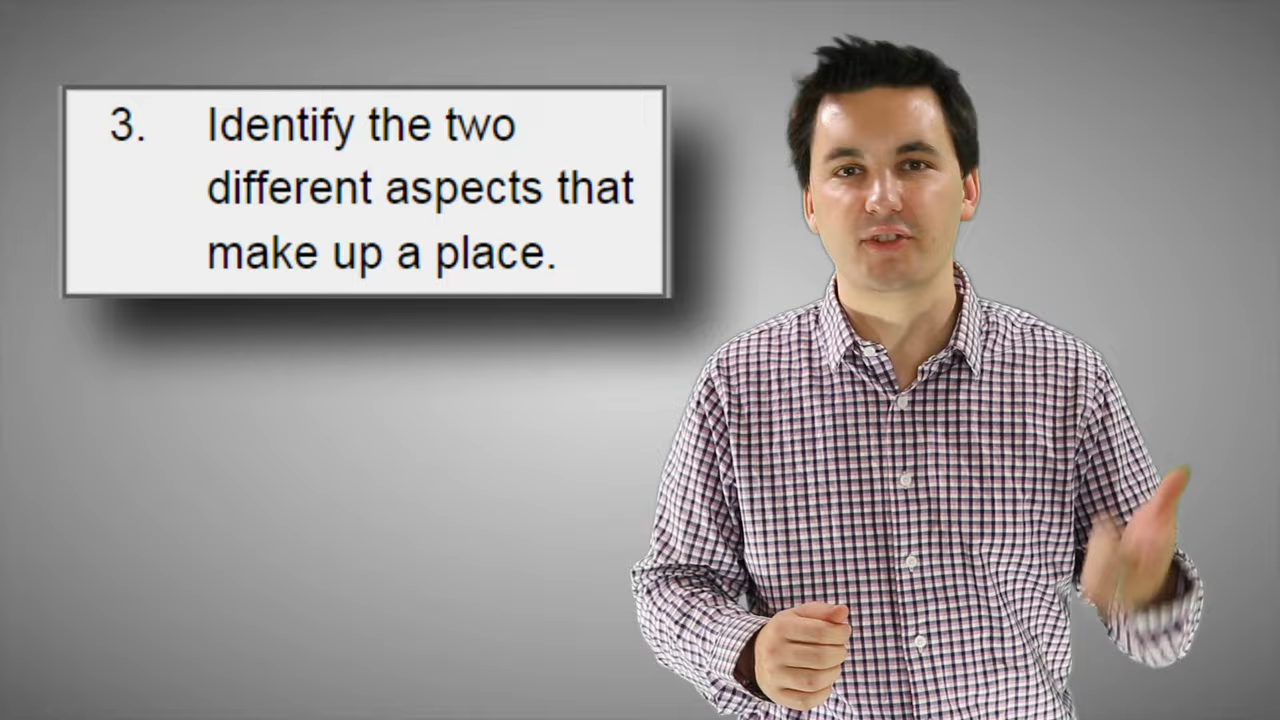 3. Identify the two
different aspects that
make up a place.